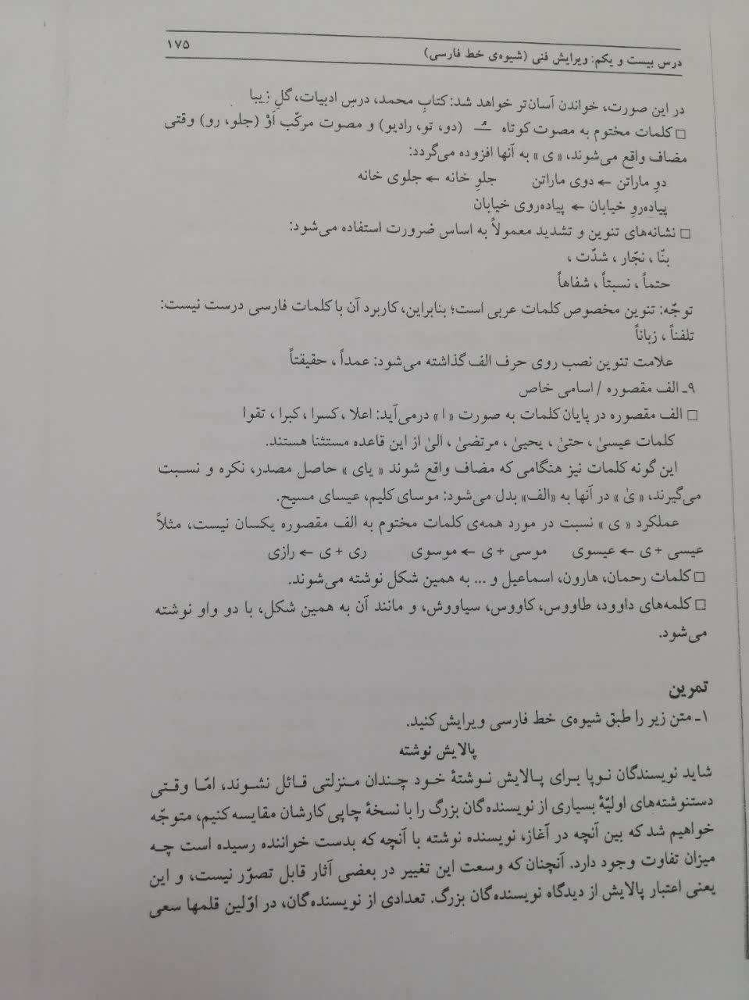 درس بیست و یکم: ویرایش فنی (شیوه‌ی خط فارسی) ۱۷۵
در این صورت، خواندن آسان‌تر خواهد شد: کتابِ محمد، درسِ ادبیات، گلِ زیبا
□ کلمات مختوم به مصوت کوتاه ـُ (دو، تو، رادیو) و مصوت مرکّب اَوْ (جلو، رو) وقتی
مضاف واقع می‌شوند، « ی » به آنها افزوده می‌گردد:
دوِ ماراتن ← دوی ماراتن جلوِ خانه ← جلوی خانه
پیاده‌روِ خیابان ← پیاده‌روی خیابان
□ نشانه‌های تنوین و تشدید معمولاً به اساس ضرورت استفاده می‌شود:
بنّا ، نجّار ، شدّت ،
حتماً ، نسبتاً ، شفاهاً
توجّه: تنوین مخصوص کلمات عربی است؛ بنابراین، کاربرد آن با کلمات فارسی درست نیست:
تلفناً ، زباناً
علامت تنوین نصب روی حرف الف گذاشته می‌شود: عمداً ، حقیقتاً
۹ـ الف مقصوره / اسامی خاص
□ الف مقصوره در پایان کلمات به صورت « ا » درمی‌آید: اعلا ، کسرا ، کبرا ، تقوا
کلمات عیسیٰ ، حتیٰ ، یحییٰ ، مرتضیٰ ، الیٰ از این قاعده مستثنا هستند.
این گونه کلمات نیز هنگامی که مضاف واقع شوند « یای » حاصل مصدر، نکره و نسبت
می‌گیرند، « یٰ » در آنها به «الف» بدل می‌شود: موسای کلیم، عیسای مسیح.
عملکرد « ی » نسبت در مورد همه‌ی کلمات مختوم به الف مقصوره یکسان نیست، مثلاً
عیسی + ی ← عیسوی موسی + ی ← موسوی ری + ی ← رازی
□ کلمات رحمان، هارون، اسماعیل و ... به همین شکل نوشته می‌شوند.
□ کلمه‌های داوود، طاووس، کاووس، سیاووش، و مانند آن به همین شکل، با دو واو نوشته
می‌شود.
تمرین
۱ـ متن زیر را طبق شیوه‌ی خط فارسی ویرایش کنید.
پالایش نوشته
شاید نویسندگان نوپا برای پالایش نوشتهٔ خود چندان منزلتی قائل نشوند، امّا وقتی
دستنوشته‌های اولیّهٔ بسیاری از نویسنده‌گان بزرگ را با نسخهٔ چاپی کارشان مقایسه کنیم، متوجّه
خواهیم شد که بین آنچه در آغاز، نویسنده نوشته با آنچه که بدست خواننده رسیده است چه
میزان تفاوت وجود دارد. آنچنان که وسعت این تغییر در بعضی آثار قابل تصوّر نیست، و این
یعنی اعتبار پالایش از دیدگاه نویسنده‌گان بزرگ. تعدادی از نویسنده‌گان، در اوّلین قلمها سعی